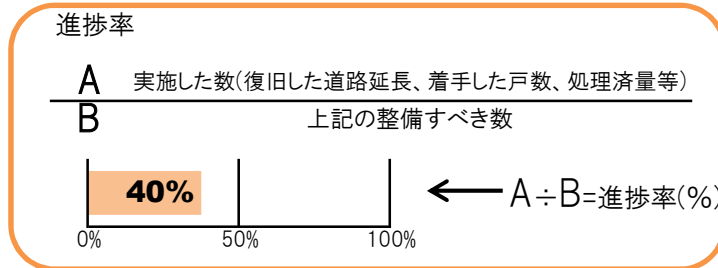 進捗率
A 実施した数(復旧した道路延長、着手した戸数、処理済量等)
B 上記の整備すべき数
40%
A÷B=進捗率(%)
0% 50% 100%